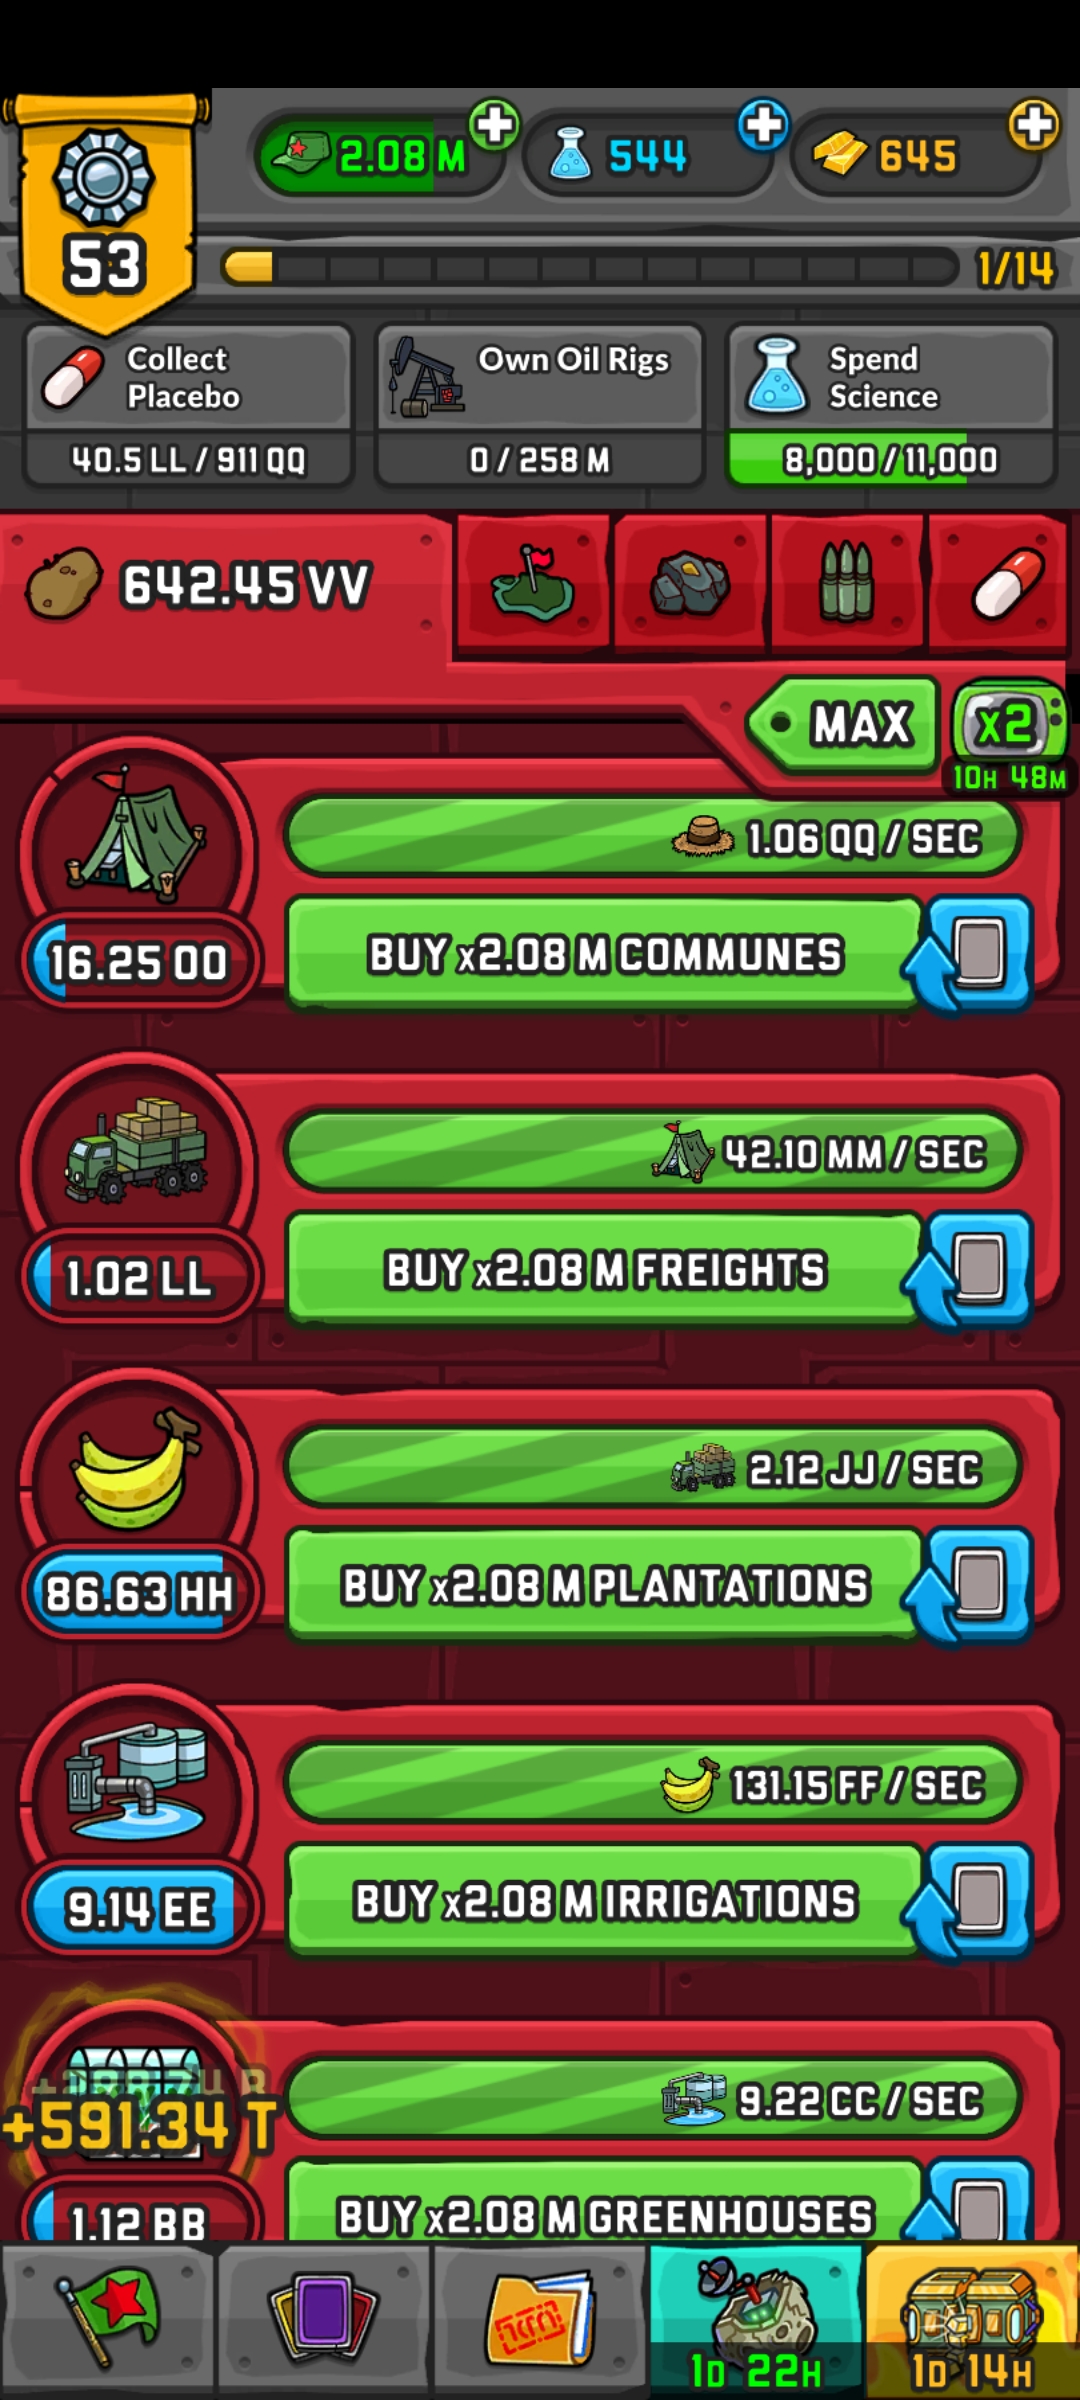 2.08 M
544
645
53
1/14
Collect
Placebo
40.5 LL / 911 QQ
Own Oil Rigs
0 / 258 M
Spend
Science
8,000 / 11,000
642.45 VV
MAX
x2
10H 48M
1.06 QQ / SEC
16.25 OO
BUY x2.08 M COMMUNES
42.10 MM / SEC
1.02 LL
BUY x2.08 M FREIGHTS
2.12 JJ / SEC
86.63 HH
BUY x2.08 M PLANTATIONS
131.15 FF / SEC
9.14 EE
BUY x2.08 M IRRIGATIONS
9.22 CC / SEC
+591.34 T
1.12 BB
BUY x2.08 M GREENHOUSES
1D 22H
1D 14H